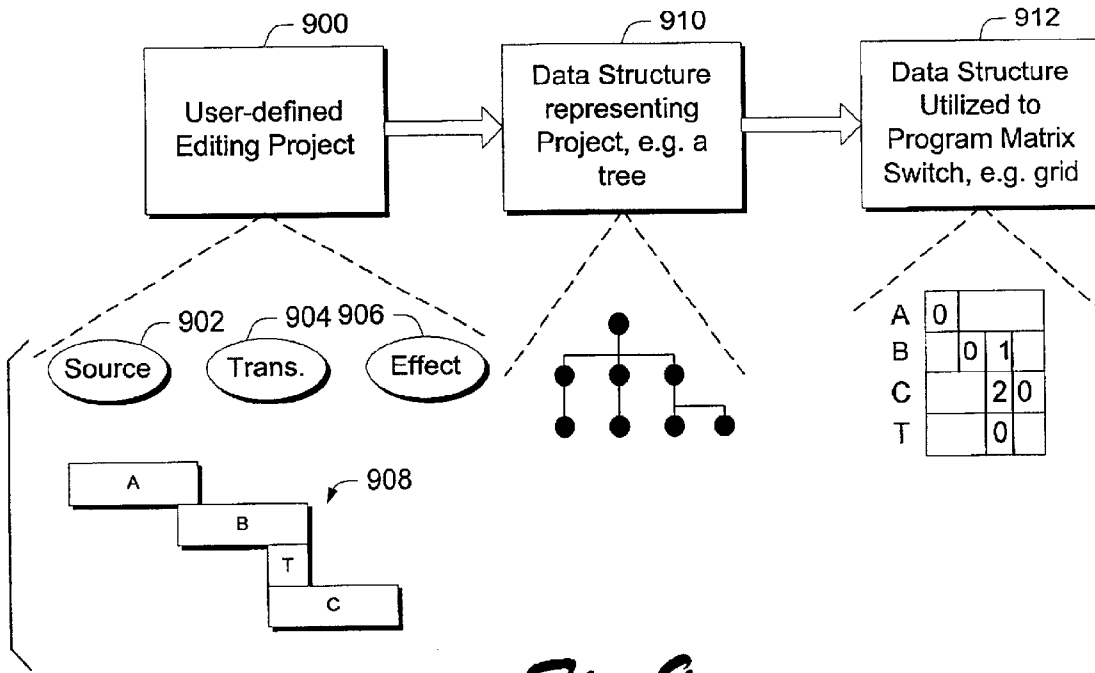 900
910
912
User-defined
Editing Project
Data Structure
representing
Project, e.g. a
tree
Data Structure
Utilized to
Program Matrix
Switch, e.g. grid
902
904 906
Source
Trans.
Effect
A 0
B 0 1
C 2 0
T 0
908
A
B
T
C